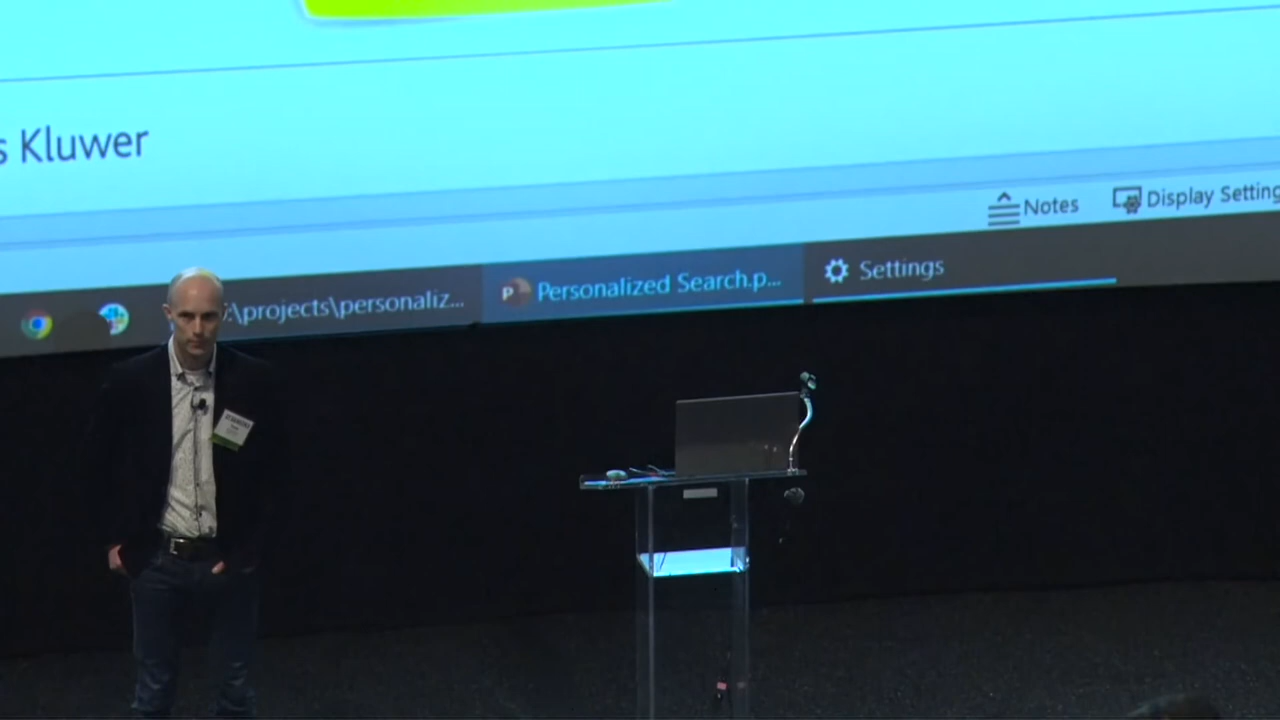 s Kluwer
Notes
Display Setting
:\projects\personaliz...
Personalized Search.p...
Settings